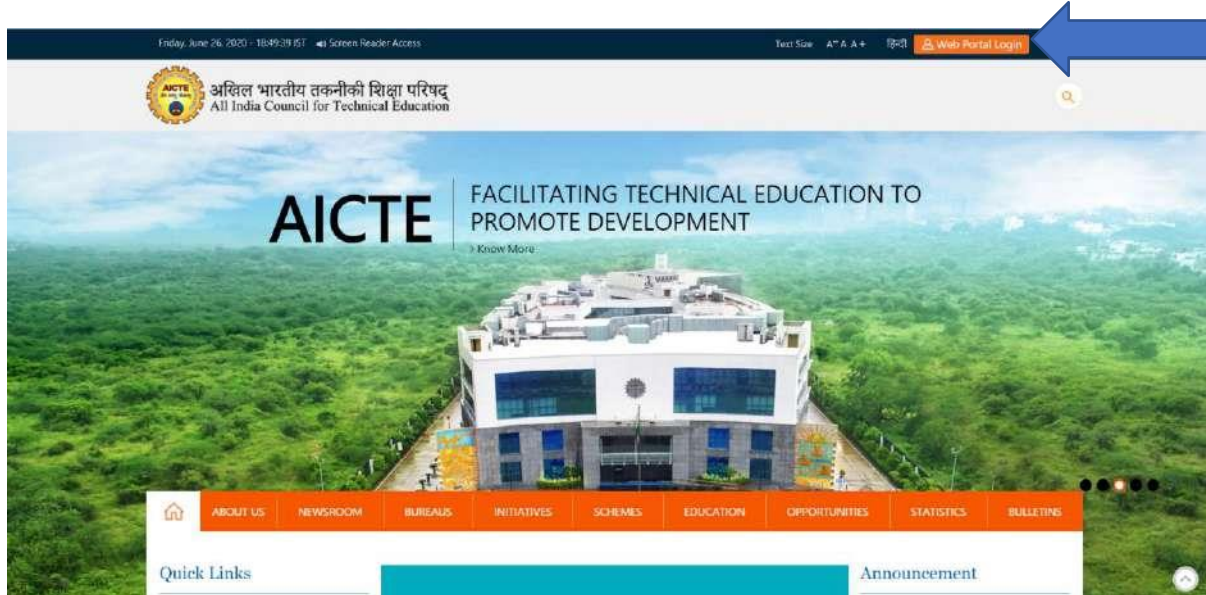 Friday, June 26, 2020 - 18:49:39 IST Screen Reader Access Text Size A- A A+ हिन्दी Web Portal Login
AICTE
अखिल भारतीय तकनीकी शिक्षा परिषद्
All India Council for Technical Education
AICTE
FACILITATING TECHNICAL EDUCATION TO
PROMOTE DEVELOPMENT
> Know More
ABOUT US NEWSROOM BUREAUS INITIATIVES SCHEMES EDUCATION OPPORTUNITIES STATISTICS BULLETINS
Quick Links
Announcement